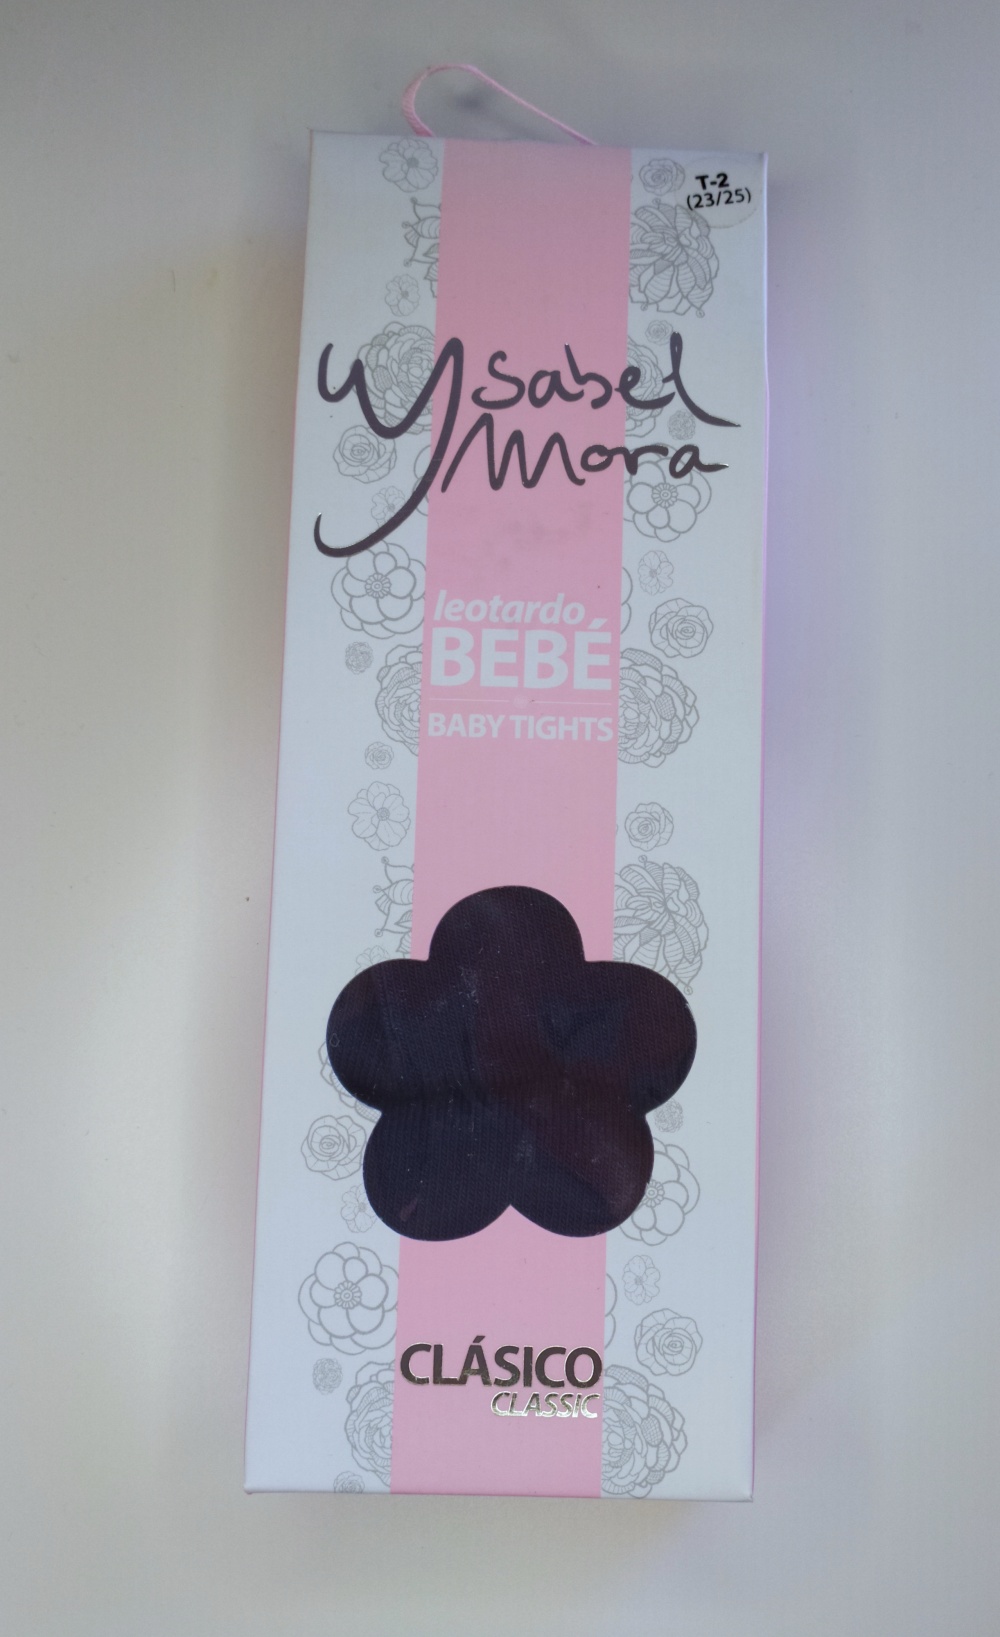 T-2
(23/25)
Ysabel
Mora
leotardo
BEBÉ
BABY TIGHTS
CLÁSICO
CLASSIC